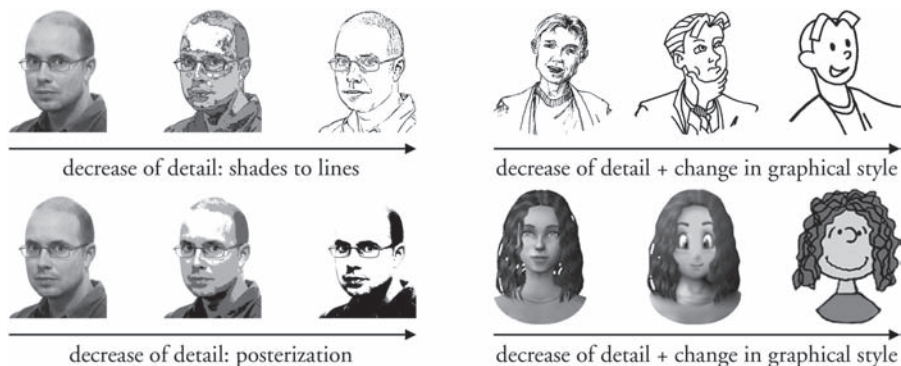 decrease of detail: shades to lines
decrease of detail + change in graphical style
decrease of detail: posterization
decrease of detail + change in graphical style